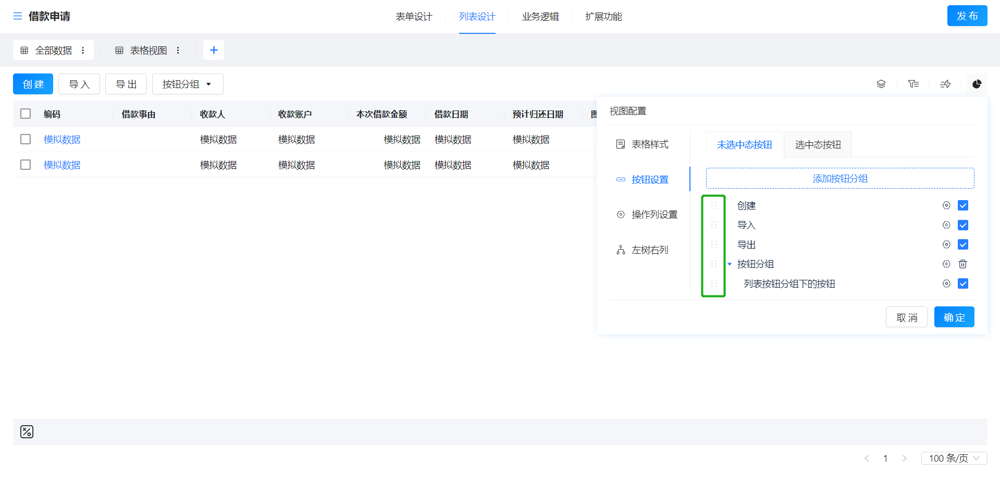 借款申请
表单设计
列表设计
业务逻辑
扩展功能
发布
全部数据
表格视图
创建
导入
导出
按钮分组
编码 借款事由 收款人 收款账户 本次借款金额 借款日期 预计归还日期
模拟数据 模拟数据 模拟数据 模拟数据 模拟数据 模拟数据
模拟数据 模拟数据 模拟数据 模拟数据 模拟数据 模拟数据
视图配置
表格样式
按钮设置
操作列设置
左树右列
未选中态按钮
选中态按钮
添加按钮分组
创建
导入
导出
按钮分组
列表按钮分组下的按钮
取消
确定
1
100 条/页